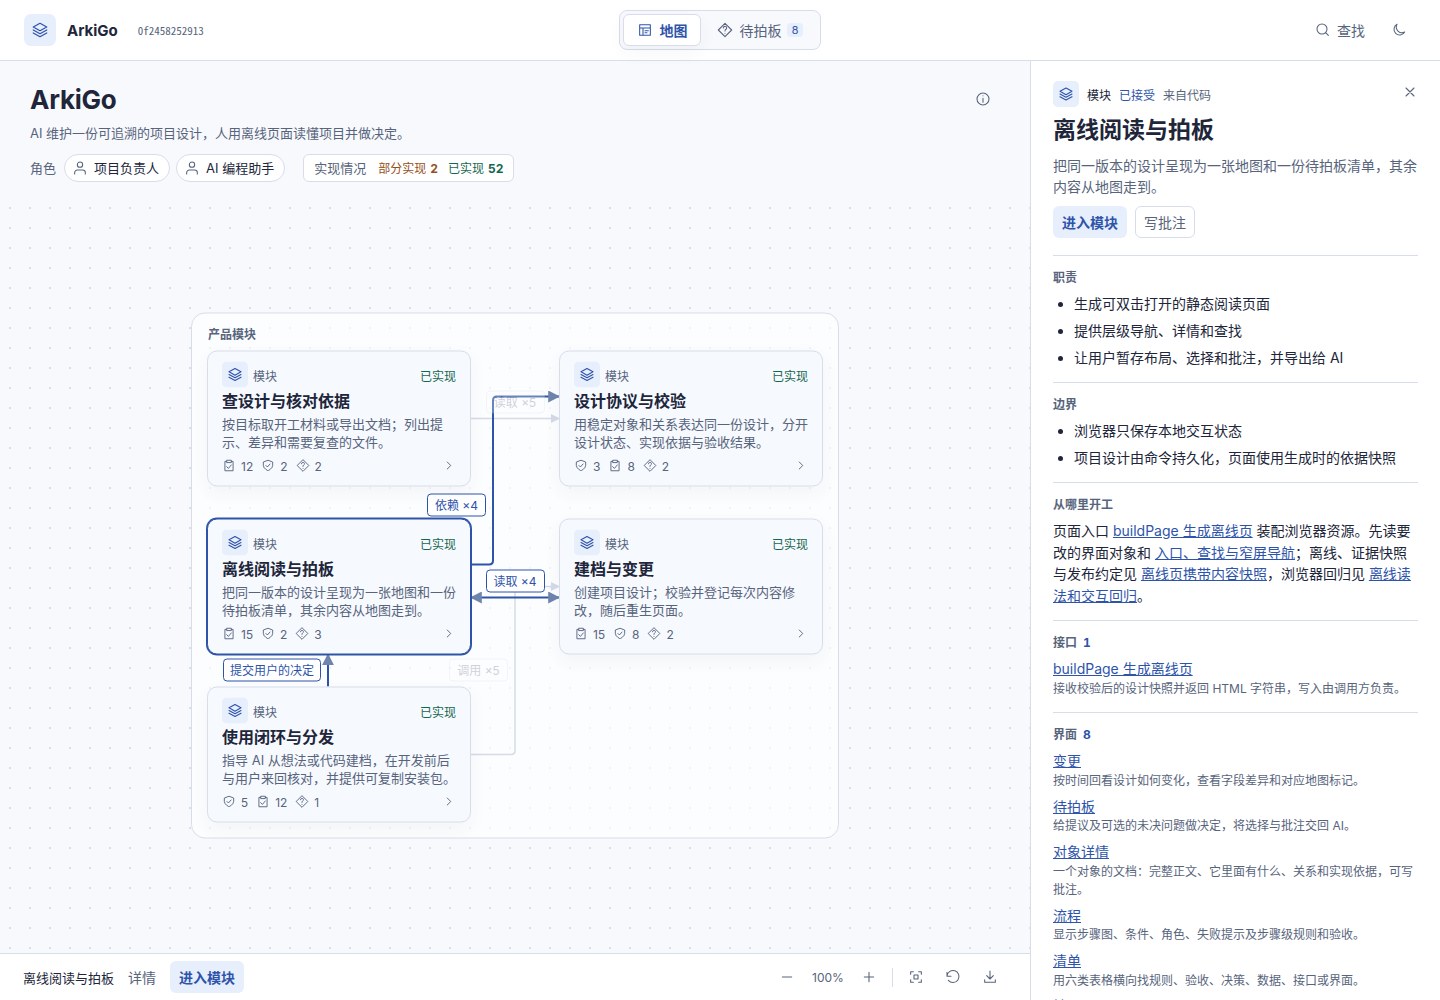 ArkiGo
0f2458252913
地图
待拍板 8
查找
ArkiGo
AI 维护一份可追溯的项目设计，人用离线页面读懂项目并做决定。
角色 项目负责人 AI 编程助手 实现情况 部分实现 2 已实现 52
产品模块
模块 已实现
查设计与核对依据
按目标取开工材料或导出文档；列出提
示、差异和需要复查的文件。
12 2 2
读取 ×5
模块 已实现
设计协议与校验
用稳定对象和关系表达同一份设计，分开
设计状态、实现依据与验收结果。
3 8 2
依赖 ×4
模块 已实现
离线阅读与拍板
把同一版本的设计呈现为一张地图和一份
待拍板清单，其余内容从地图走到。
15 2 3
读取 ×4
模块 已实现
建档与变更
创建项目设计；校验并登记每次内容修
改，随后重生页面。
15 8 2
提交用户的决定
调用 ×5
模块 已实现
使用闭环与分发
指导 AI 从想法或代码建档，在开发前后
与用户来回核对，并提供可复制安装包。
5 12 1
离线阅读与拍板 详情 进入模块
100%
模块 已接受 来自代码
离线阅读与拍板
把同一版本的设计呈现为一张地图和一份待拍板清单，其余
内容从地图走到。
进入模块 写批注
职责
生成可双击打开的静态阅读页面
提供层级导航、详情和查找
让用户暂存布局、选择和批注，并导出给 AI
边界
浏览器只保存本地交互状态
项目设计由命令持久化，页面使用生成时的依据快照
从哪里开工
页面入口 buildPage 生成离线页 装配浏览器资源。先读要
改的界面对象和 入口、查找与窄屏导航；离线、证据快照
与发布约定见 离线页携带内容快照，浏览器回归见 离线读
法和交互回归。
接口 1
buildPage 生成离线页
接收校验后的设计快照并返回 HTML 字符串，写入由调用方负责。
界面 8
变更
按时间回看设计如何变化，查看字段差异和对应地图标记。
待拍板
给提议及可选的未决问题做决定，将选择与批注交回 AI。
对象详情
一个对象的文档：完整正文、它里面有什么、关系和实现依据，可写
批注。
流程
显示步骤图、条件、角色、失败提示及步骤级规则和验收。
清单
用六类表格横向找规则、验收、决策、数据、接口或界面。